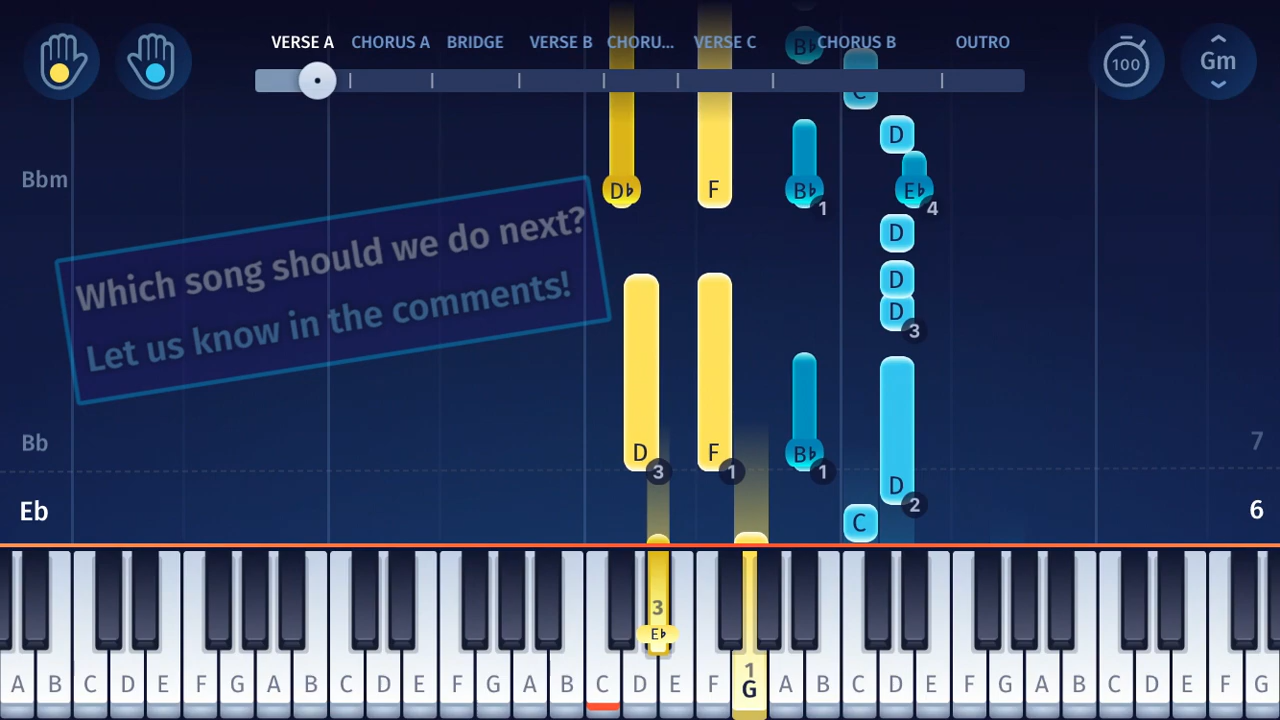 VERSE A CHORUS A BRIDGE VERSE B CHORU... VERSE C CHORUS B OUTRO
100
Gm
B♭
C
D
Bbm
D♭ F B♭ 1 E♭ 4
Which song should we do next?
Let us know in the comments!
D
D
D 3
Bb
D 3 F 1 B♭ 1 7
D 2
Eb
C
6
3
E♭
1
A B C D E F G A B C D E F G A B C D E F G A B C D E F G A B C D E F G